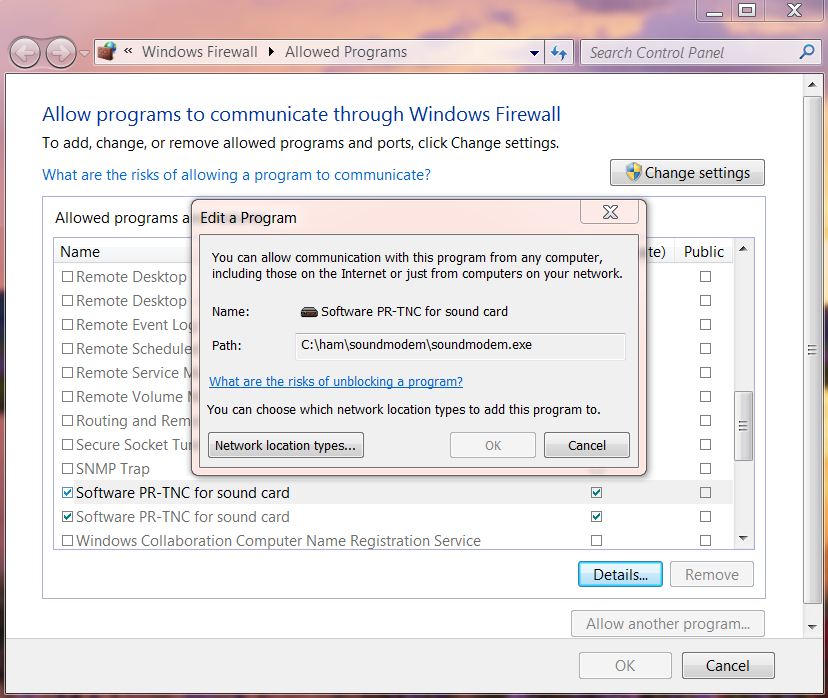 « Windows Firewall Allowed Programs
Search Control Panel
Allow programs to communicate through Windows Firewall
To add, change, or remove allowed programs and ports, click Change settings.
What are the risks of allowing a program to communicate?
Change settings
Allowed programs a
Name
te)
Public
Remote Desktop
Remote Desktop
Remote Event Log
Remote Schedule
Remote Service M
Remote Volume M
Routing and Rem
Secure Socket Tun
SNMP Trap
Software PR-TNC for sound card
Software PR-TNC for sound card
Windows Collaboration Computer Name Registration Service
Edit a Program
You can allow communication with this program from any computer,
including those on the Internet or just from computers on your network.
Name:
Software PR-TNC for sound card
Path:
C:\ham\soundmodem\soundmodem.exe
What are the risks of unblocking a program?
You can choose which network location types to add this program to.
Network location types...
OK
Cancel
Details...
Remove
Allow another program...
OK
Cancel